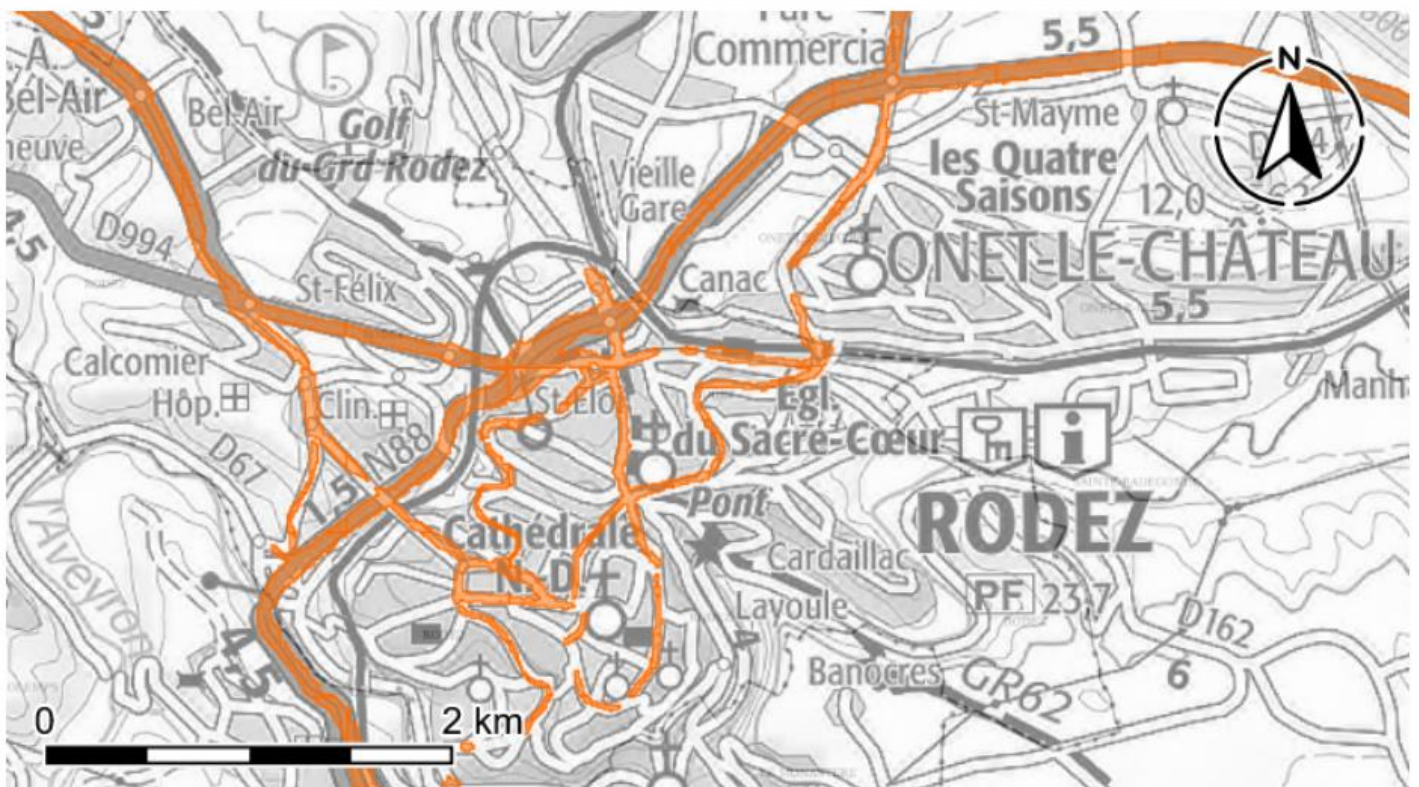 Parc
Commercial
5,5
N
A.
Bel-Air
neuve
Bel-Air
Golf
du Grd Rodez
Vieille
Gare
St-Mayme
les Quatre
Saisons
12,0
D994
4,5
St-Félix
Canac
ONET-LE-CHÂTEAU
5,5
Calcomier
Hôp.
Clin.
St-Éloi
Egl.
du Sacré-Cœur
Manh
D67
1,5
N88
l'Aveyron
Pont
RODEZ
Cathédrale
N.-D.
Cardaillac
Layoule
PF 23,7
D162
6
4,5
4
Banocres
GR62
0
2 km